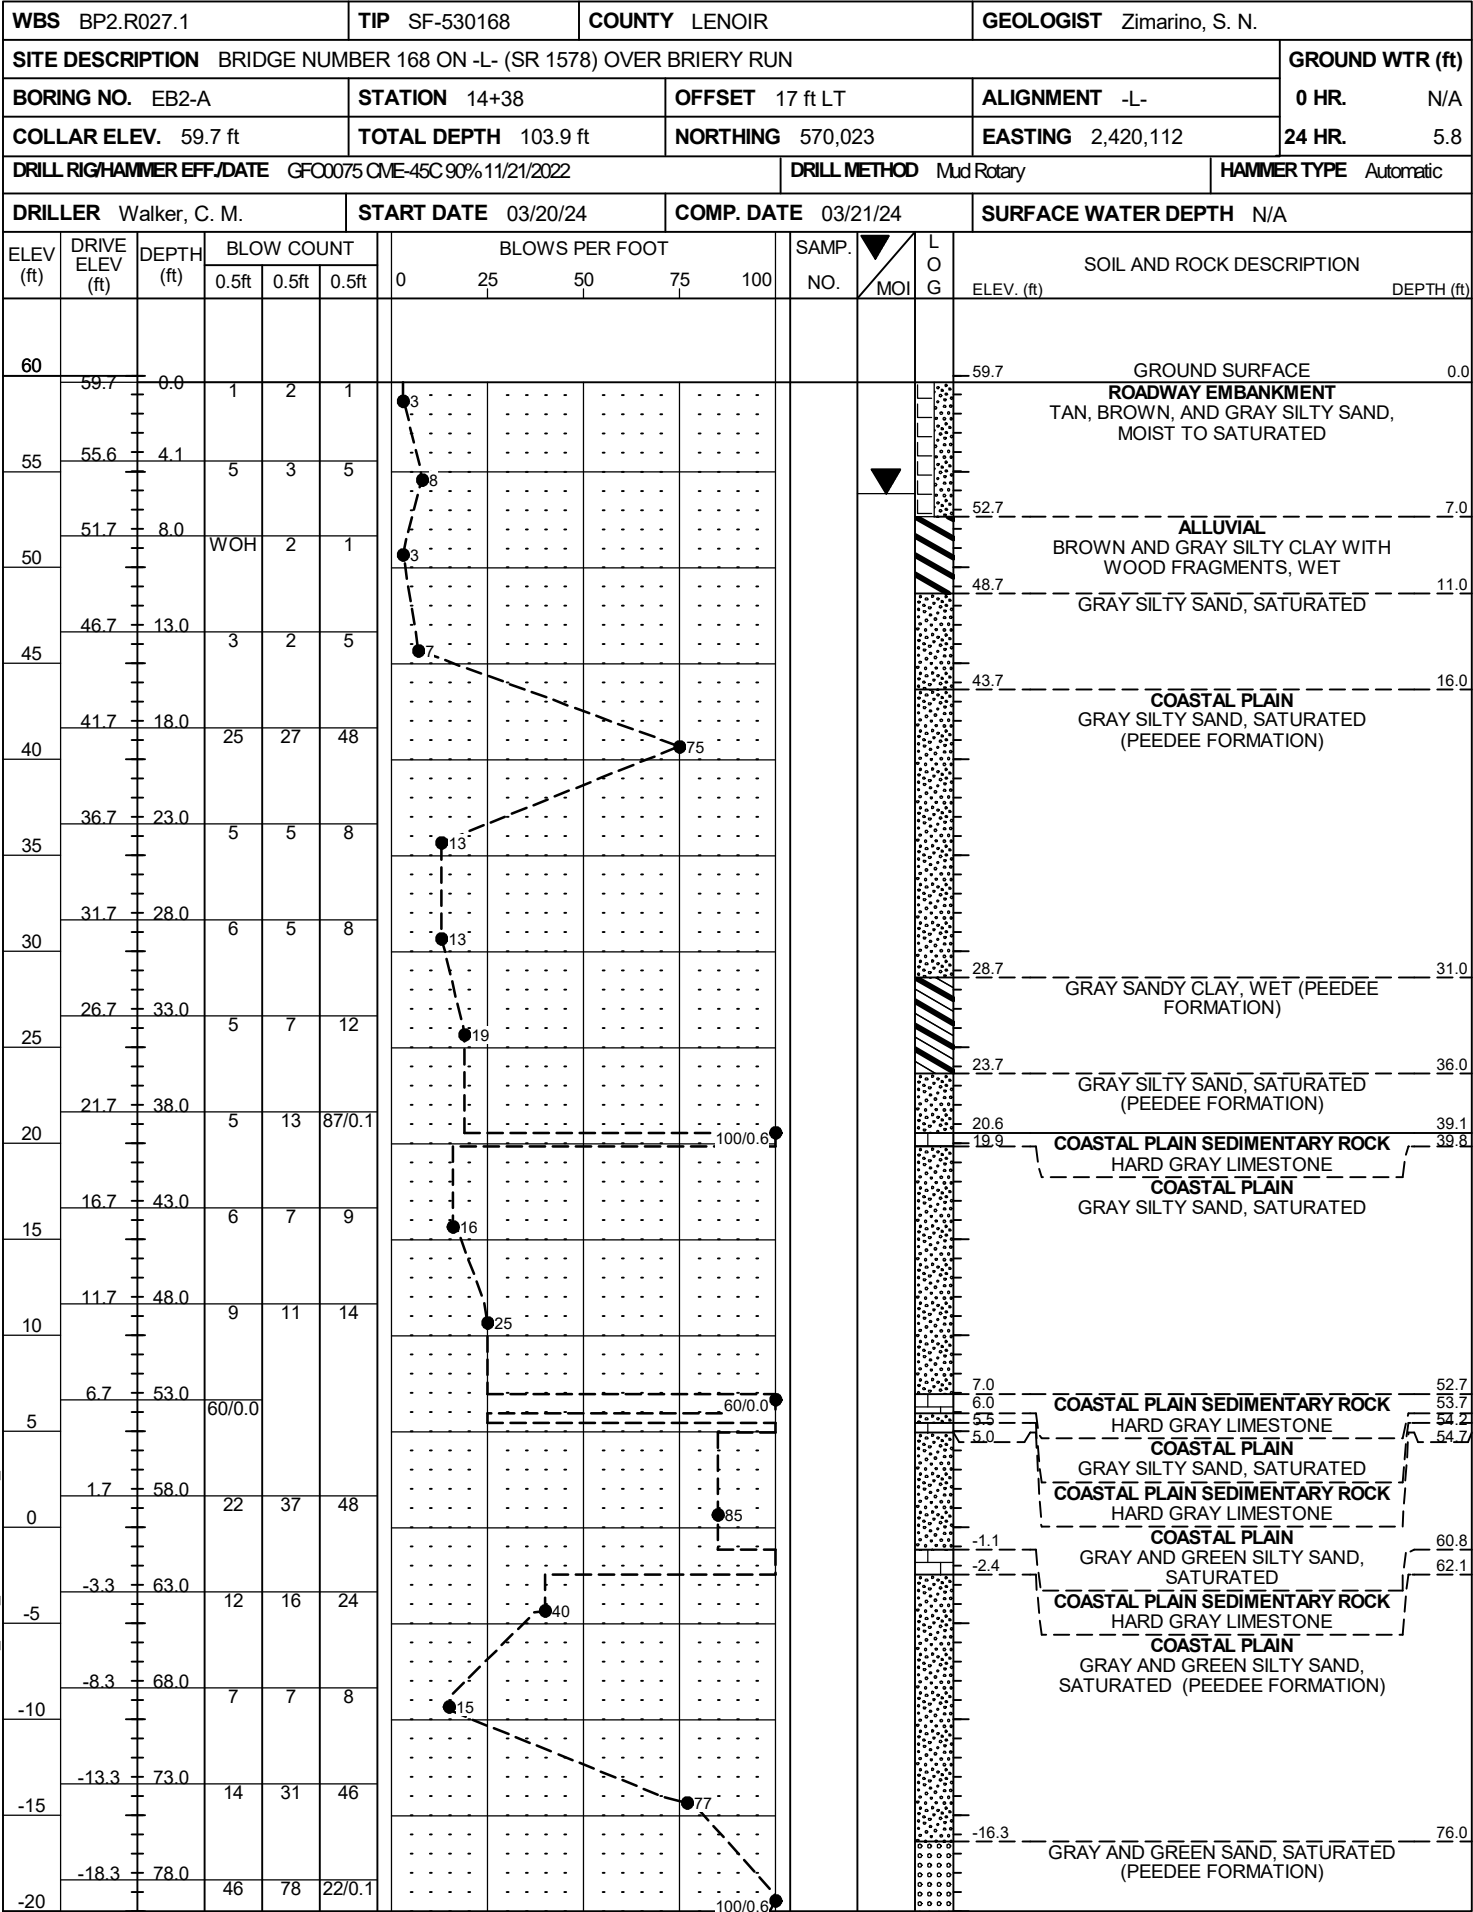 WBS BP2.R027.1 TIP SF-530168 COUNTY LENOIR GEOLOGIST Zimarino, S. N.
SITE DESCRIPTION BRIDGE NUMBER 168 ON -L- (SR 1578) OVER BRIERY RUN GROUND WTR (ft)
BORING NO. EB2-A STATION 14+38 OFFSET 17 ft LT ALIGNMENT -L- 0 HR. N/A
COLLAR ELEV. 59.7 ft TOTAL DEPTH 103.9 ft NORTHING 570,023 EASTING 2,420,112 24 HR. 5.8
DRILL RIG/HAMMER EFF./DATE GFO0075 CME-45C 90% 11/21/2022 DRILL METHOD Mud Rotary HAMMER TYPE Automatic
DRILLER Walker, C. M. START DATE 03/20/24 COMP. DATE 03/21/24 SURFACE WATER DEPTH N/A
ELEV (ft) DRIVE ELEV (ft) DEPTH (ft) BLOW COUNT BLOWS PER FOOT SAMP. NO. MOI LOG SOIL AND ROCK DESCRIPTION
0.5ft 0.5ft 0.5ft 0 25 50 75 100 ELEV. (ft) DEPTH (ft)
60
59.7 GROUND SURFACE 0.0
59.7 0.0 1 2 1 3
ROADWAY EMBANKMENT
TAN, BROWN, AND GRAY SILTY SAND,
MOIST TO SATURATED
55
55.6 4.1 5 3 5 8
52.7 7.0
51.7 8.0 WOH 2 1 3
ALLUVIAL
BROWN AND GRAY SILTY CLAY WITH
WOOD FRAGMENTS, WET
50
48.7 11.0
GRAY SILTY SAND, SATURATED
46.7 13.0 3 2 5 7
45
43.7 16.0
COASTAL PLAIN
GRAY SILTY SAND, SATURATED
(PEEDEE FORMATION)
41.7 18.0 25 27 48 75
40
36.7 23.0 5 5 8 13
35
31.7 28.0 6 5 8 13
30
28.7 31.0
GRAY SANDY CLAY, WET (PEEDEE
FORMATION)
26.7 33.0 5 7 12 19
25
23.7 36.0
GRAY SILTY SAND, SATURATED
(PEEDEE FORMATION)
21.7 38.0 5 13 87/0.1 100/0.6
20
20.6 39.1
19.9 COASTAL PLAIN SEDIMENTARY ROCK 39.8
HARD GRAY LIMESTONE
COASTAL PLAIN
GRAY SILTY SAND, SATURATED
16.7 43.0 6 7 9 16
15
11.7 48.0 9 11 14 25
10
7.0 52.7
6.7 53.0 60/0.0 60/0.0
6.0 COASTAL PLAIN SEDIMENTARY ROCK 53.7
5
5.5 HARD GRAY LIMESTONE 54.2
5.0 COASTAL PLAIN 54.7
GRAY SILTY SAND, SATURATED
COASTAL PLAIN SEDIMENTARY ROCK
HARD GRAY LIMESTONE
1.7 58.0 22 37 48 85
0
COASTAL PLAIN
-1.1 GRAY AND GREEN SILTY SAND, 60.8
-2.4 SATURATED 62.1
-3.3 63.0 12 16 24 40
-5
COASTAL PLAIN SEDIMENTARY ROCK
HARD GRAY LIMESTONE
COASTAL PLAIN
GRAY AND GREEN SILTY SAND,
SATURATED (PEEDEE FORMATION)
-8.3 68.0 7 7 8 15
-10
-13.3 73.0 14 31 46 77
-15
-16.3 76.0
GRAY AND GREEN SAND, SATURATED
(PEEDEE FORMATION)
-18.3 78.0 46 78 22/0.1 100/0.6
-20